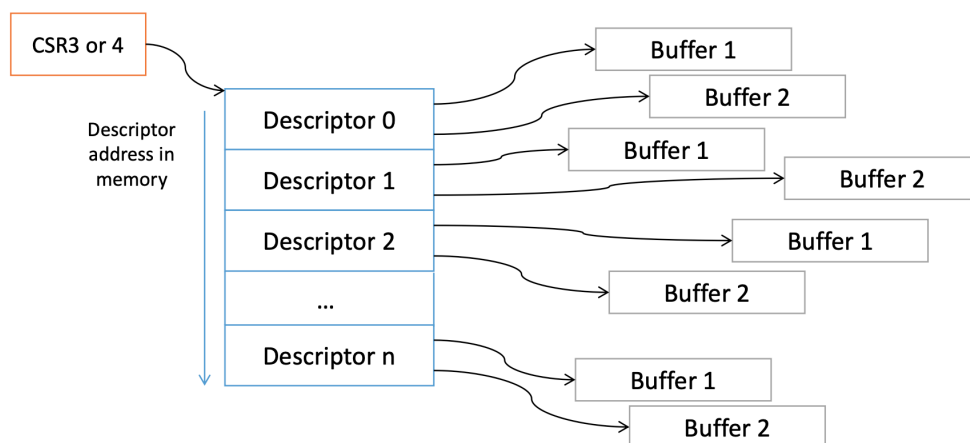 CSR3 or 4
Buffer 1
Buffer 2
Descriptor 0
Descriptor
address in
memory
Buffer 1
Descriptor 1
Buffer 2
Descriptor 2
Buffer 1
...
Buffer 2
Descriptor n
Buffer 1
Buffer 2